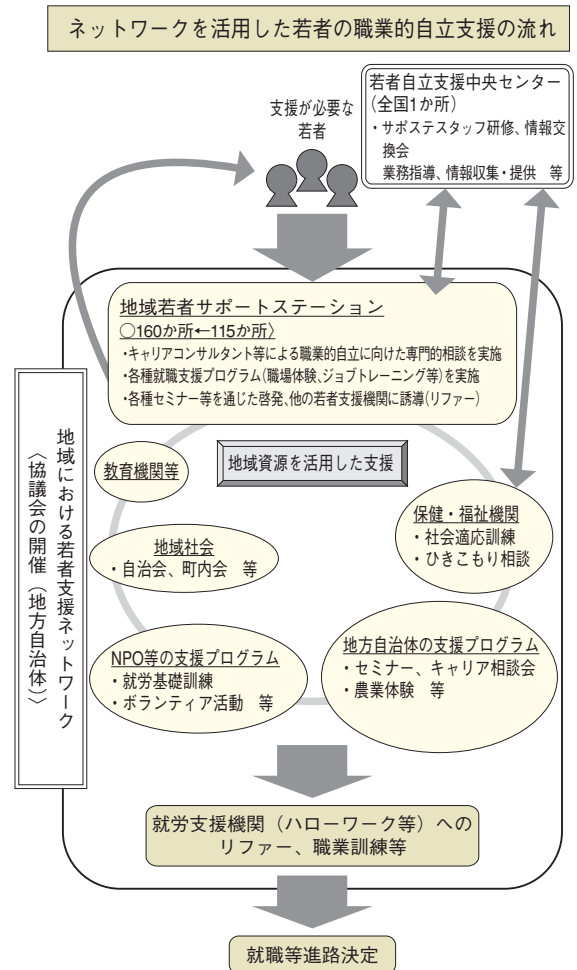 ネットワークを活用した若者の職業的自立支援の流れ
支援が必要な
若者
若者自立支援中央センター
(全国1か所)
・サポステスタッフ研修、情報交
換会
業務指導、情報収集・提供　等
地域若者サポートステーション
○160か所←115か所〉
・キャリアコンサルタント等による職業的自立に向けた専門的相談を実施
・各種就職支援プログラム(職場体験、ジョブトレーニング等)を実施
・各種セミナー等を通じた啓発、他の若者支援機関に誘導(リファー)
地域における若者支援ネットワーク
〈協議会の開催（地方自治体）〉
地域資源を活用した支援
教育機関等
保健・福祉機関
・社会適応訓練
・ひきこもり相談
地域社会
・自治会、町内会　等
NPO等の支援プログラム
・就労基礎訓練
・ボランティア活動　等
地方自治体の支援プログラム
・セミナー、キャリア相談会
・農業体験　等
就労支援機関（ハローワーク等）への
リファー、職業訓練等
就職等進路決定